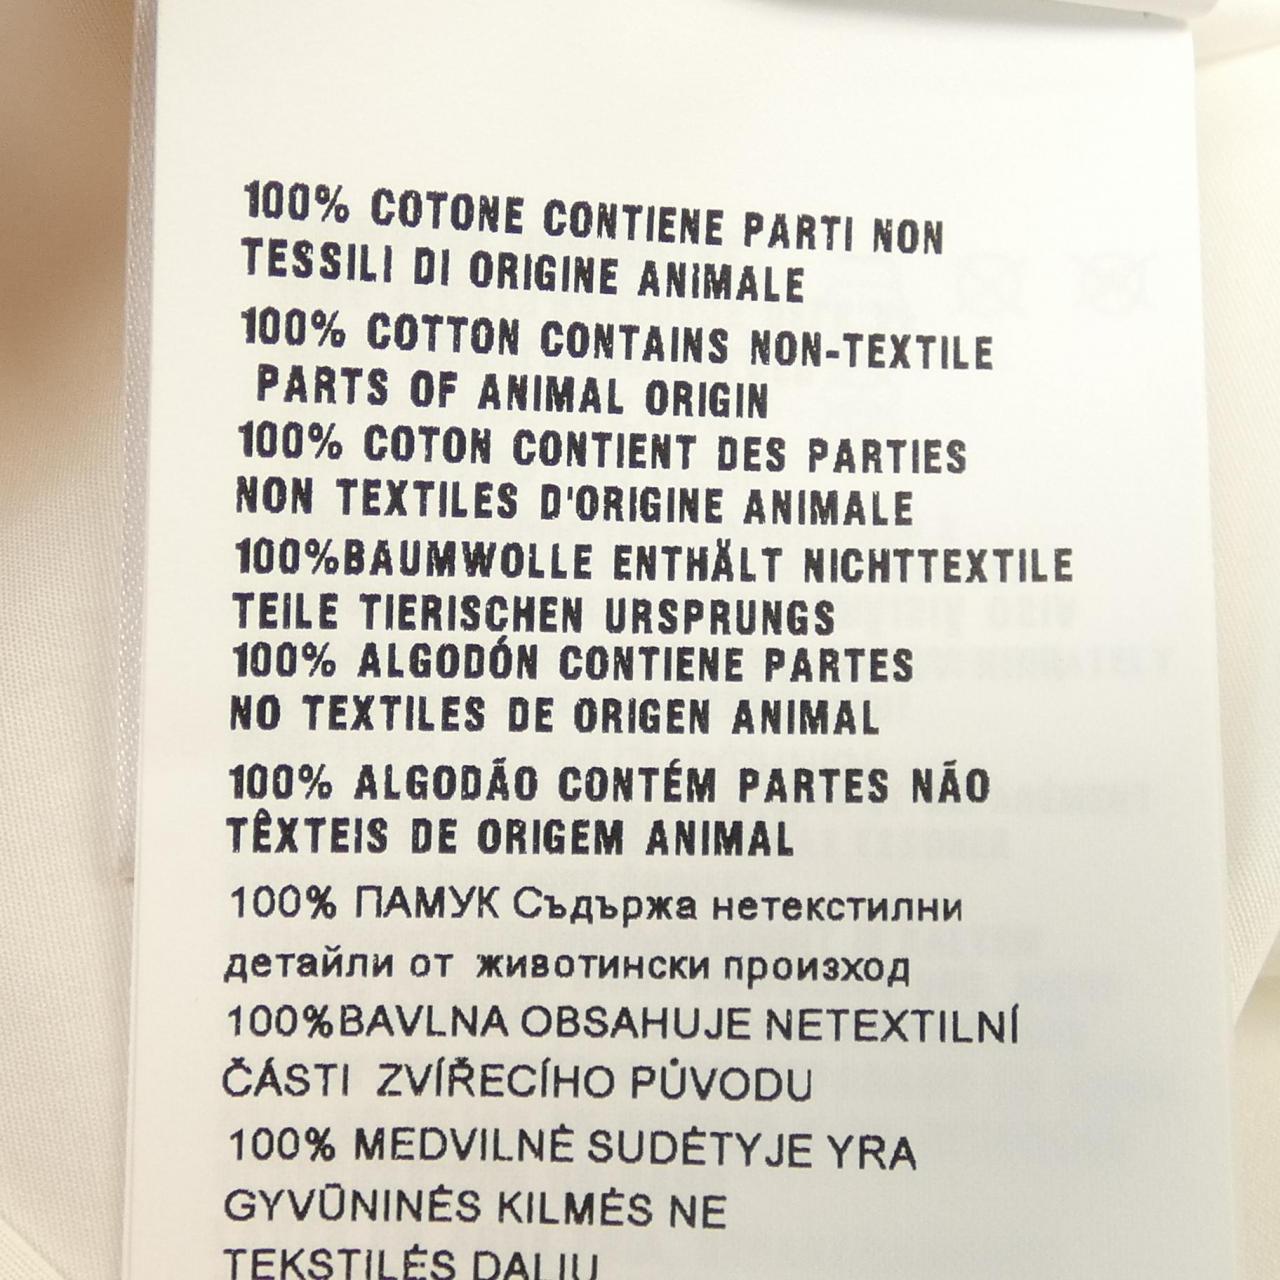 100% COTONE CONTIENE PARTI NON
TESSILI DI ORIGINE ANIMALE
100% COTTON CONTAINS NON-TEXTILE
PARTS OF ANIMAL ORIGIN
100% COTON CONTIENT DES PARTIES
NON TEXTILES D'ORIGINE ANIMALE
100%BAUMWOLLE ENTHÄLT NICHTTEXTILE
TEILE TIERISCHEN URSPRUNGS
100% ALGODÓN CONTIENE PARTES
NO TEXTILES DE ORIGEN ANIMAL
100% ALGODÃO CONTÉM PARTES NÃO
TÊXTEIS DE ORIGEM ANIMAL
100% ПАМУК Съдържа нетекстилни
детайли от животински произход
100%BAVLNA OBSAHUJE NETEXTILNÍ
ČÁSTI ZVÍŘECÍHO PŮVODU
100% MEDVILNĖ SUDĖTYJE YRA
GYVŪNINĖS KILMĖS NE
TEKSTILĖS DALIU